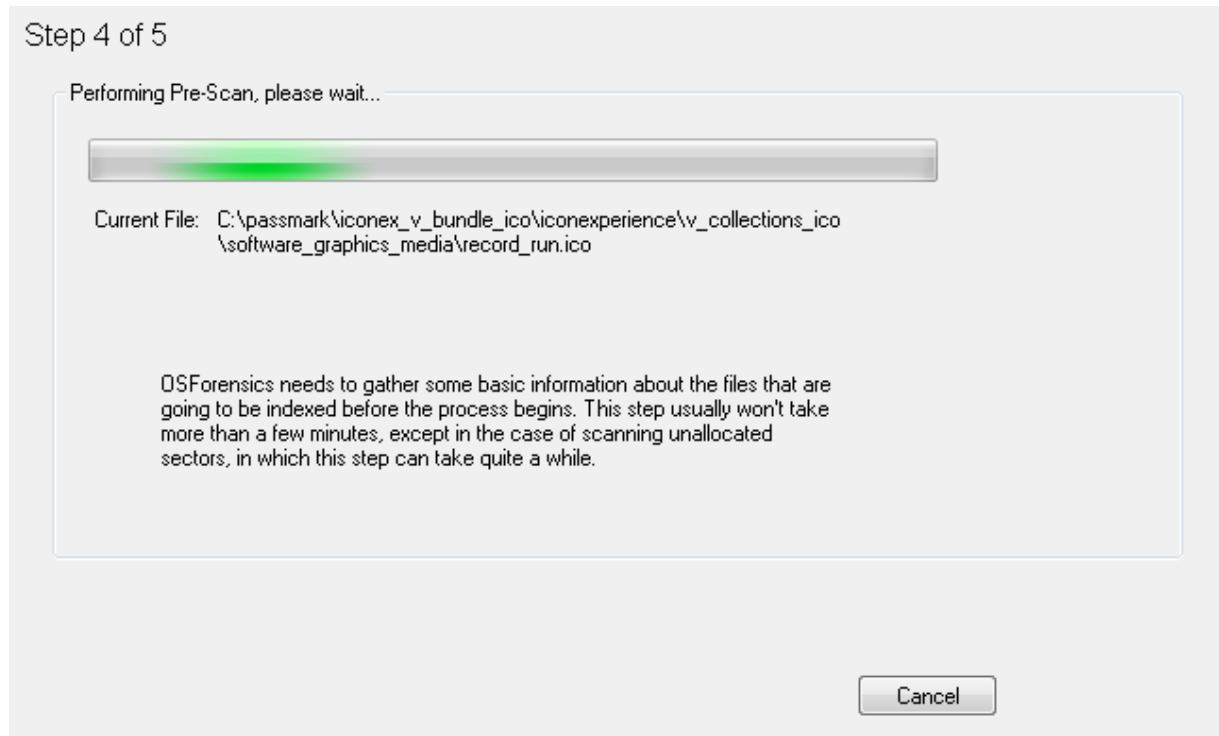 Step 4 of 5
Performing Pre-Scan, please wait...
Current File: C:\passmark\iconex_v_bundle_ico\iconexperience\v_collections_ico
\software_graphics_media\record_run.ico
OSForensics needs to gather some basic information about the files that are
going to be indexed before the process begins. This step usually won't take
more than a few minutes, except in the case of scanning unallocated
sectors, in which this step can take quite a while.
Cancel